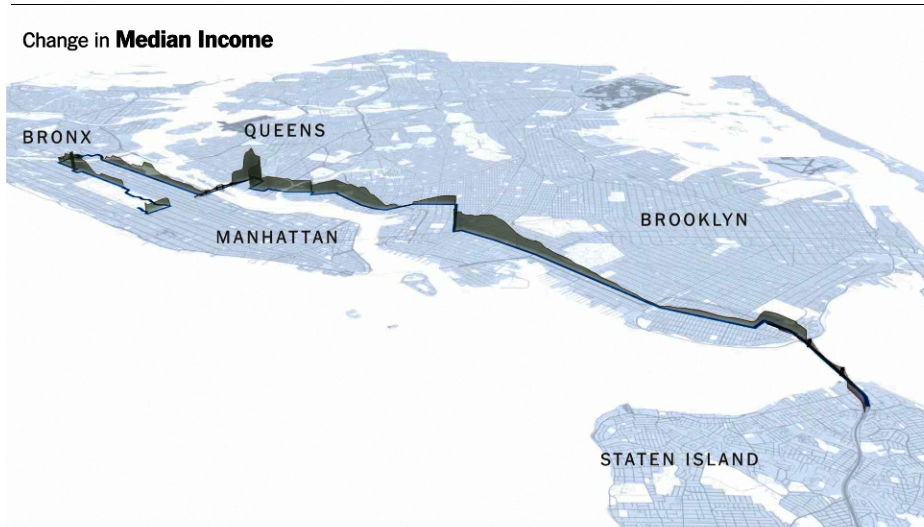 Change in Median Income
BRONX
QUEENS
MANHATTAN
BROOKLYN
STATEN ISLAND